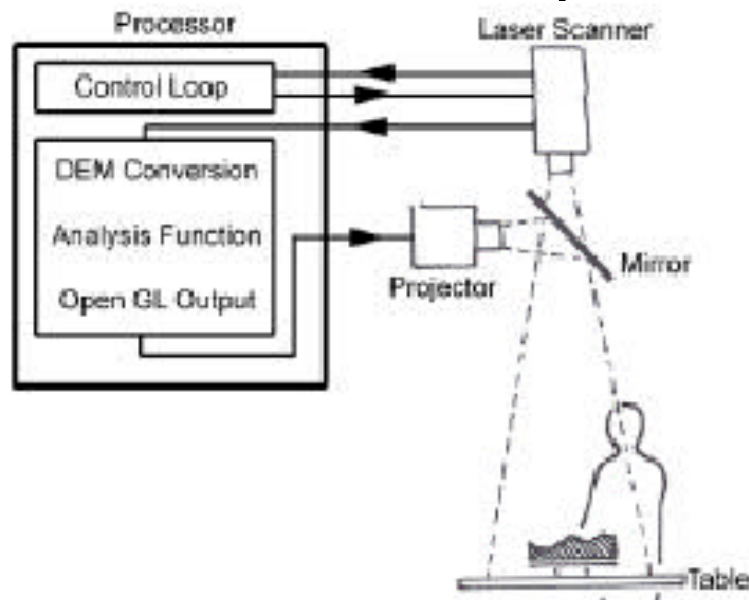 Processor
Laser Scanner
Control Loop
DEM Conversion
Analysis Function
Open GL Output
Projector
Mirror
Table